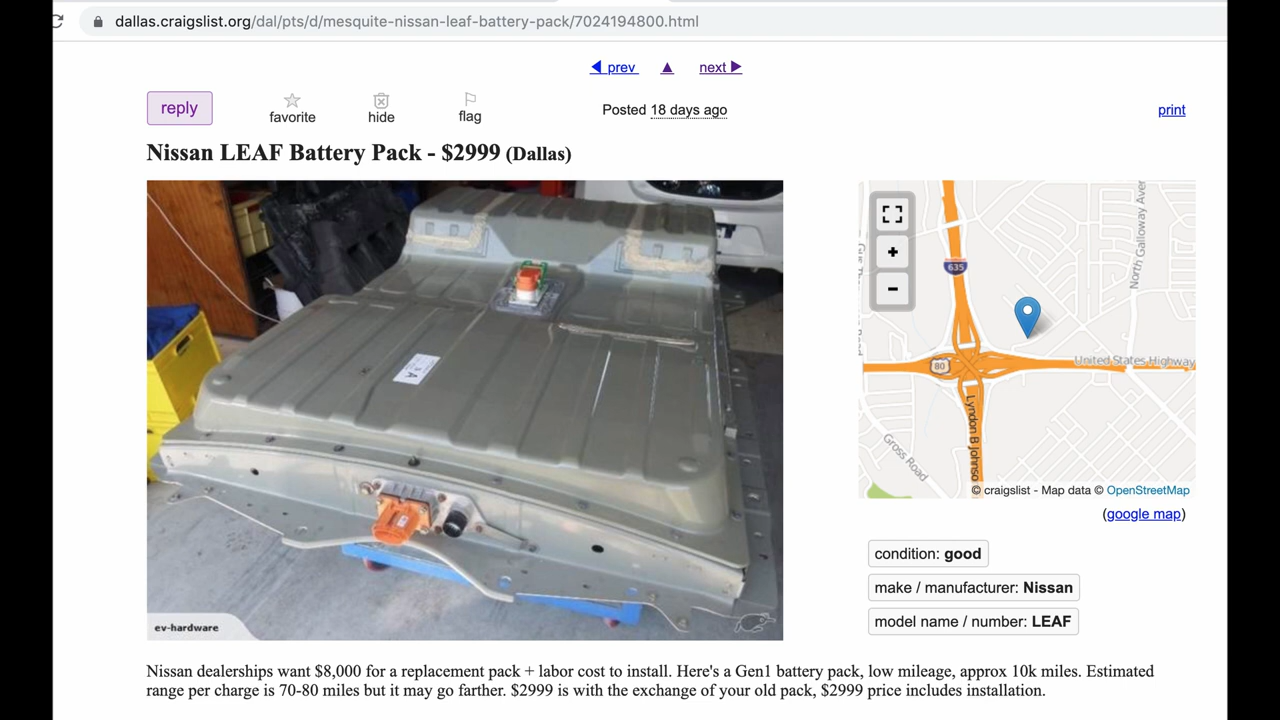 dallas.craigslist.org/dal/pts/d/mesquite-nissan-leaf-battery-pack/7024194800.html
◀ prev ▲ next ▶
reply favorite hide flag Posted 18 days ago print
Nissan LEAF Battery Pack - $2999 (Dallas)
A
ev-hardware
+
−
635
North Galloway Aven
80
United States Highway
Lyndon B Johnso
Gross Road
© craigslist - Map data © OpenStreetMap
(google map)
condition: good
make / manufacturer: Nissan
model name / number: LEAF
Nissan dealerships want $8,000 for a replacement pack + labor cost to install. Here's a Gen1 battery pack, low mileage, approx 10k miles. Estimated
range per charge is 70-80 miles but it may go farther. $2999 is with the exchange of your old pack, $2999 price includes installation.